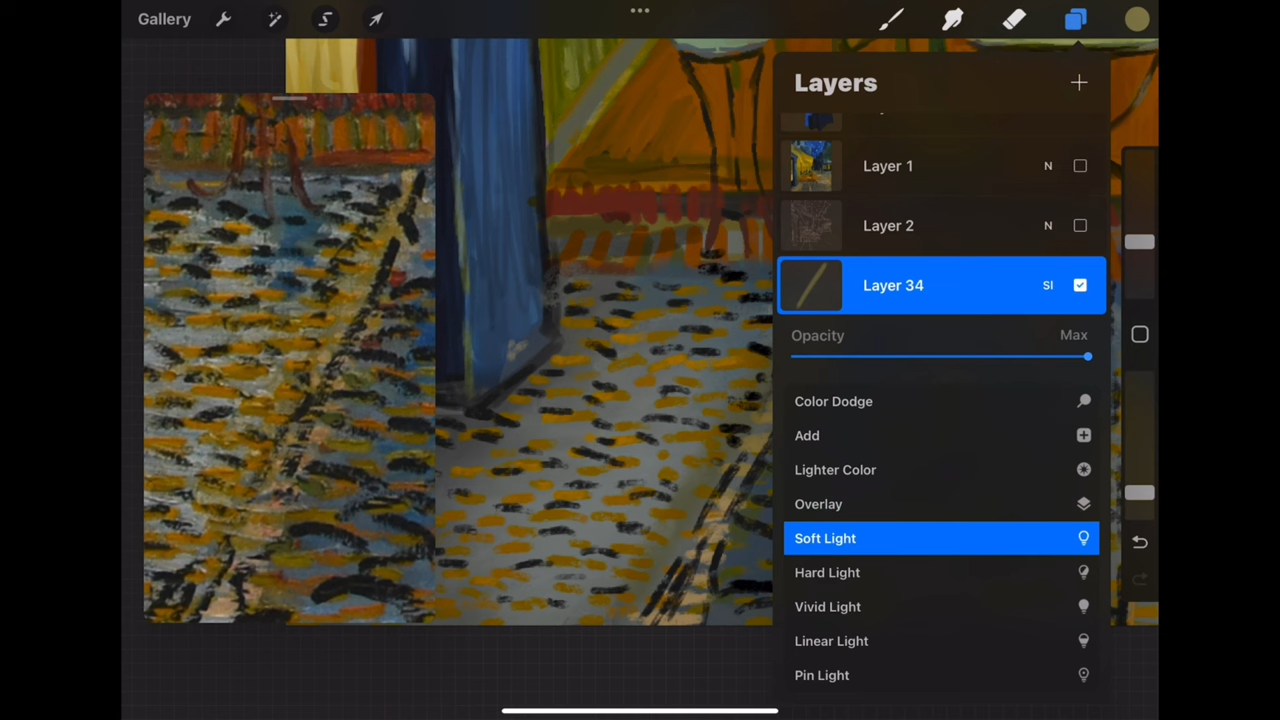 Gallery
Layers
Layer 1 N
Layer 2 N
Layer 34 Sl
Opacity Max
Color Dodge
Add
Lighter Color
Overlay
Soft Light
Hard Light
Vivid Light
Linear Light
Pin Light